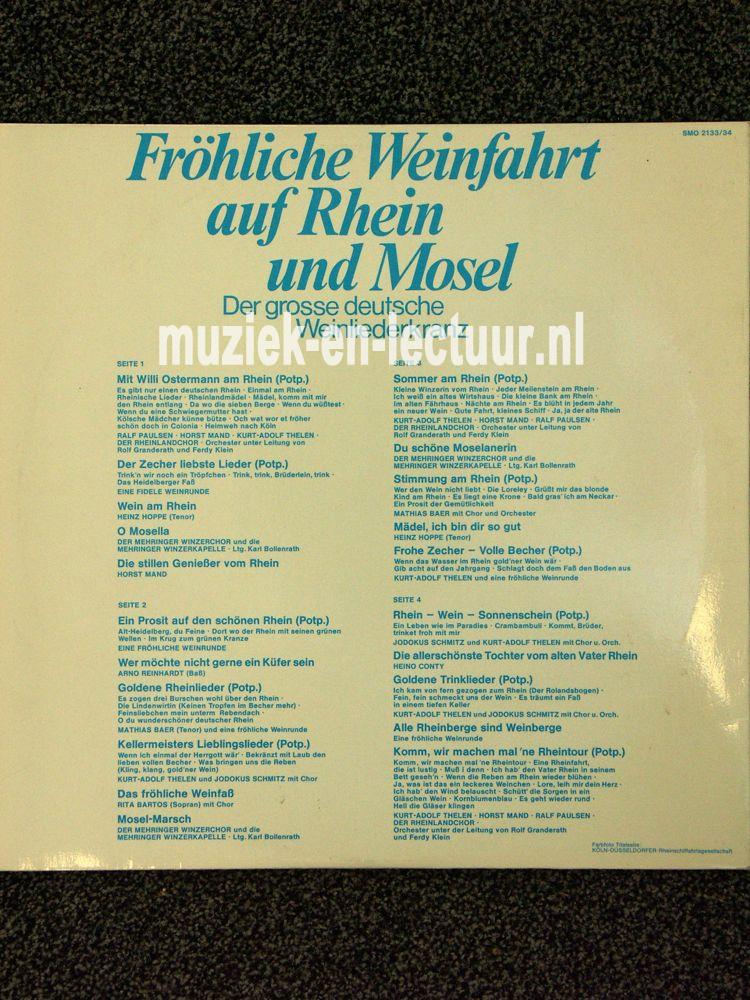 SMO 2133/34
Fröhliche Weinfahrt
auf Rhein
und Mosel
Der grosse deutsche
Weinliederkranz
muziek-en-lectuur.nl
SEITE 1
Mit Willi Ostermann am Rhein (Potp.)
Es gibt nur einen deutschen Rhein · Einmal am Rhein ·
Rheinische Lieder · Rheinlandmädel · Mädel, komm mit mir
den Rhein entlang · Da wo die sieben Berge · Wenn du wüßtest ·
Wenn du eine Schwiegermutter hast ·
Kölsche Mädcher künne bütze · Och wat wor et fröher
schön doch in Colonia · Heimweh nach Köln
RALF PAULSEN · HORST MAND · KURT-ADOLF THELEN ·
DER RHEINLANDCHOR · Orchester unter Leitung von
Rolf Granderath und Ferdy Klein
Der Zecher liebste Lieder (Potp.)
Trink'n wir noch ein Tröpfchen · Trink, trink, Brüderlein, trink ·
Das Heidelberger Faß
EINE FIDELE WEINRUNDE
Wein am Rhein
HEINZ HOPPE (Tenor)
O Mosella
DER MEHRINGER WINZERCHOR und die
MEHRINGER WINZERKAPELLE · Ltg. Karl Bollenrath
Die stillen Genießer vom Rhein
HORST MAND
SEITE 2
Ein Prosit auf den schönen Rhein (Potp.)
Alt-Heidelberg, du Feine · Dort wo der Rhein mit seinen grünen
Wellen · Im Krug zum grünen Kranze
EINE FRÖHLICHE WEINRUNDE
Wer möchte nicht gerne ein Küfer sein
ARNO REINHARDT (Baß)
Goldene Rheinlieder (Potp.)
Es zogen drei Burschen wohl über den Rhein ·
Die Lindenwirtin (Keinen Tropfen im Becher mehr) ·
Feinsliebchen mein unterm Rebendach ·
O du wunderschöner deutscher Rhein
MATHIAS BAER (Tenor) und eine fröhliche Weinrunde
Kellermeisters Lieblingslieder (Potp.)
Wenn ich einmal der Herrgott wär' · Bekränzt mit Laub den
lieben vollen Becher · Was bringen uns die Reben
(Kling, klang, gold'ner Wein)
KURT-ADOLF THELEN und JODOKUS SCHMITZ mit Chor
Das fröhliche Weinfaß
RITA BARTOS (Sopran) mit Chor
Mosel-Marsch
DER MEHRINGER WINZERCHOR und die
MEHRINGER WINZERKAPELLE · Ltg. Karl Bollenrath
SEITE 3
Sommer am Rhein (Potp.)
Kleine Winzerin vom Rhein · Jeder Meilenstein am Rhein ·
Ich weiß ein altes Wirtshaus · Die kleine Bank am Rhein ·
Im alten Fährhaus · Nächte am Rhein · Es blüht in jedem Jahr
ein neuer Wein · Gute Fahrt, kleines Schiff · Ja, ja der alte Rhein
KURT-ADOLF THELEN · HORST MAND · RALF PAULSEN ·
DER RHEINLANDCHOR · Orchester unter Leitung von
Rolf Granderath und Ferdy Klein
Du schöne Moselanerin
DER MEHRINGER WINZERCHOR und die
MEHRINGER WINZERKAPELLE · Ltg. Karl Bollenrath
Stimmung am Rhein (Potp.)
Wer den Wein nicht liebt · Die Loreley · Grüßt mir das blonde
Kind am Rhein · Es liegt eine Krone · Bald gras' ich am Neckar ·
Ein Prosit der Gemütlichkeit
MATHIAS BAER mit Chor und Orchester
Mädel, ich bin dir so gut
HEINZ HOPPE (Tenor)
Frohe Zecher – Volle Becher (Potp.)
Wenn das Wasser im Rhein gold'ner Wein wär ·
Gib acht auf den Jahrgang · Schlagt doch dem Faß den Boden aus
KURT-ADOLF THELEN und eine fröhliche Weinrunde
SEITE 4
Rhein – Wein – Sonnenschein (Potp.)
Ein Leben wie im Paradies · Crambambuli · Kommt, Brüder,
trinket froh mit mir
JODOKUS SCHMITZ und KURT-ADOLF THELEN mit Chor u. Orch.
Die allerschönste Tochter vom alten Vater Rhein
HEINO CONTY
Goldene Trinklieder (Potp.)
Ich kam von fern gezogen zum Rhein (Der Rolandsbogen) ·
Fein, fein schmeckt uns der Wein · Es träumt ein Faß
in einem tiefen Keller
KURT-ADOLF THELEN und JODOKUS SCHMITZ mit Chor u. Orch.
Alle Rheinberge sind Weinberge
Eine fröhliche Weinrunde
Komm, wir machen mal 'ne Rheintour (Potp.)
Komm, wir machen mal 'ne Rheintour · Eine Rheinfahrt,
die ist lustig · Muß i denn · Ich hab' den Vater Rhein in seinem
Bett geseh'n · Wenn die Reben am Rhein wieder blühen ·
Ja, was ist das ein leckeres Weinchen · Lore, leih mir dein Herz ·
Ich hab' den Wind belauscht · Schütt' die Sorgen in ein
Gläschen Wein · Kornblumenblau · Es geht wieder rund ·
Hell die Gläser klingen
KURT-ADOLF THELEN · HORST MAND · RALF PAULSEN ·
DER RHEINLANDCHOR ·
Orchester unter der Leitung von Rolf Granderath
und Ferdy Klein
Farbfoto Titelseite:
KÖLN-DÜSSELDORFER-Rheinschiffahrtsgesellschaft